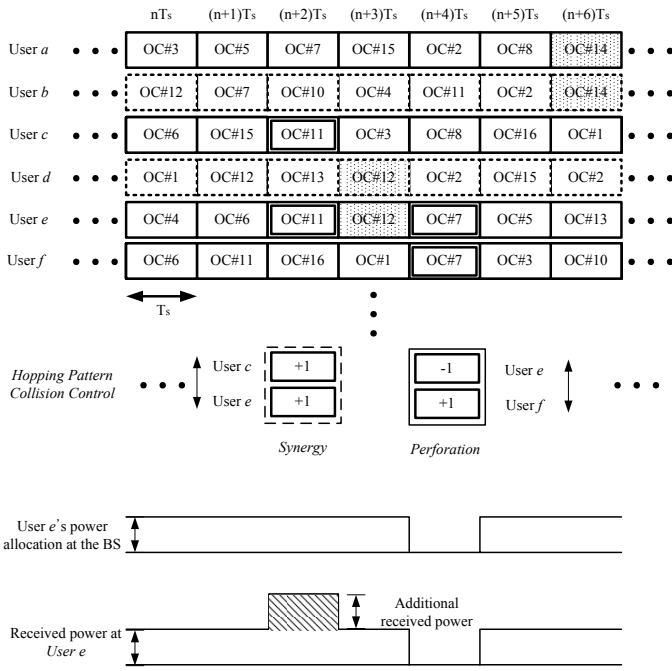 nTs (n+1)Ts (n+2)Ts (n+3)Ts (n+4)Ts (n+5)Ts (n+6)Ts
User a OC#3 OC#5 OC#7 OC#15 OC#2 OC#8 OC#14
User b OC#12 OC#7 OC#10 OC#4 OC#11 OC#2 OC#14
User c OC#6 OC#15 OC#11 OC#3 OC#8 OC#16 OC#1
User d OC#1 OC#12 OC#13 OC#12 OC#2 OC#15 OC#2
User e OC#4 OC#6 OC#11 OC#12 OC#7 OC#5 OC#13
User f OC#6 OC#11 OC#16 OC#1 OC#7 OC#3 OC#10
Ts
Hopping Pattern
Collision Control
User c +1
User e +1
Synergy
-1 User e
+1 User f
Perforation
User e's power
allocation at the BS
Additional
received power
Received power at
User e